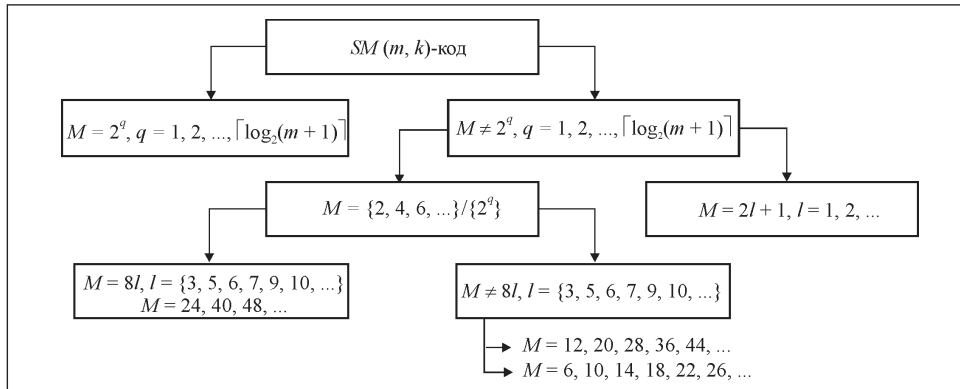 SM (m, k)-код
M = 2^q, q = 1, 2, ..., ⌈log₂(m + 1)⌉
M ≠ 2^q, q = 1, 2, ..., ⌈log₂(m + 1)⌉
M = {2, 4, 6, ...}/{2^q}
M = 2l + 1, l = 1, 2, ...
M = 8l, l = {3, 5, 6, 7, 9, 10, ...}
M = 24, 40, 48, ...
M ≠ 8l, l = {3, 5, 6, 7, 9, 10, ...}
M = 12, 20, 28, 36, 44, ...
M = 6, 10, 14, 18, 22, 26, ...